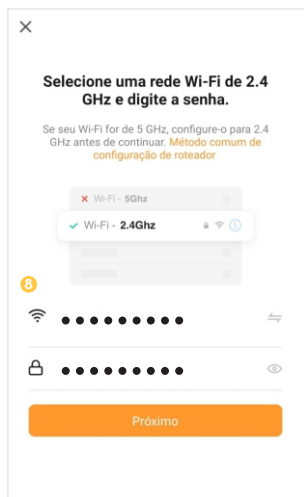 Selecione uma rede Wi-Fi de 2.4
GHz e digite a senha.
Se seu Wi-Fi for de 5 GHz, configure-o para 2.4
GHz antes de continuar. Método comum de
configuração de roteador
Wi-Fi - 5Ghz
Wi-Fi - 2.4Ghz
8
Próximo